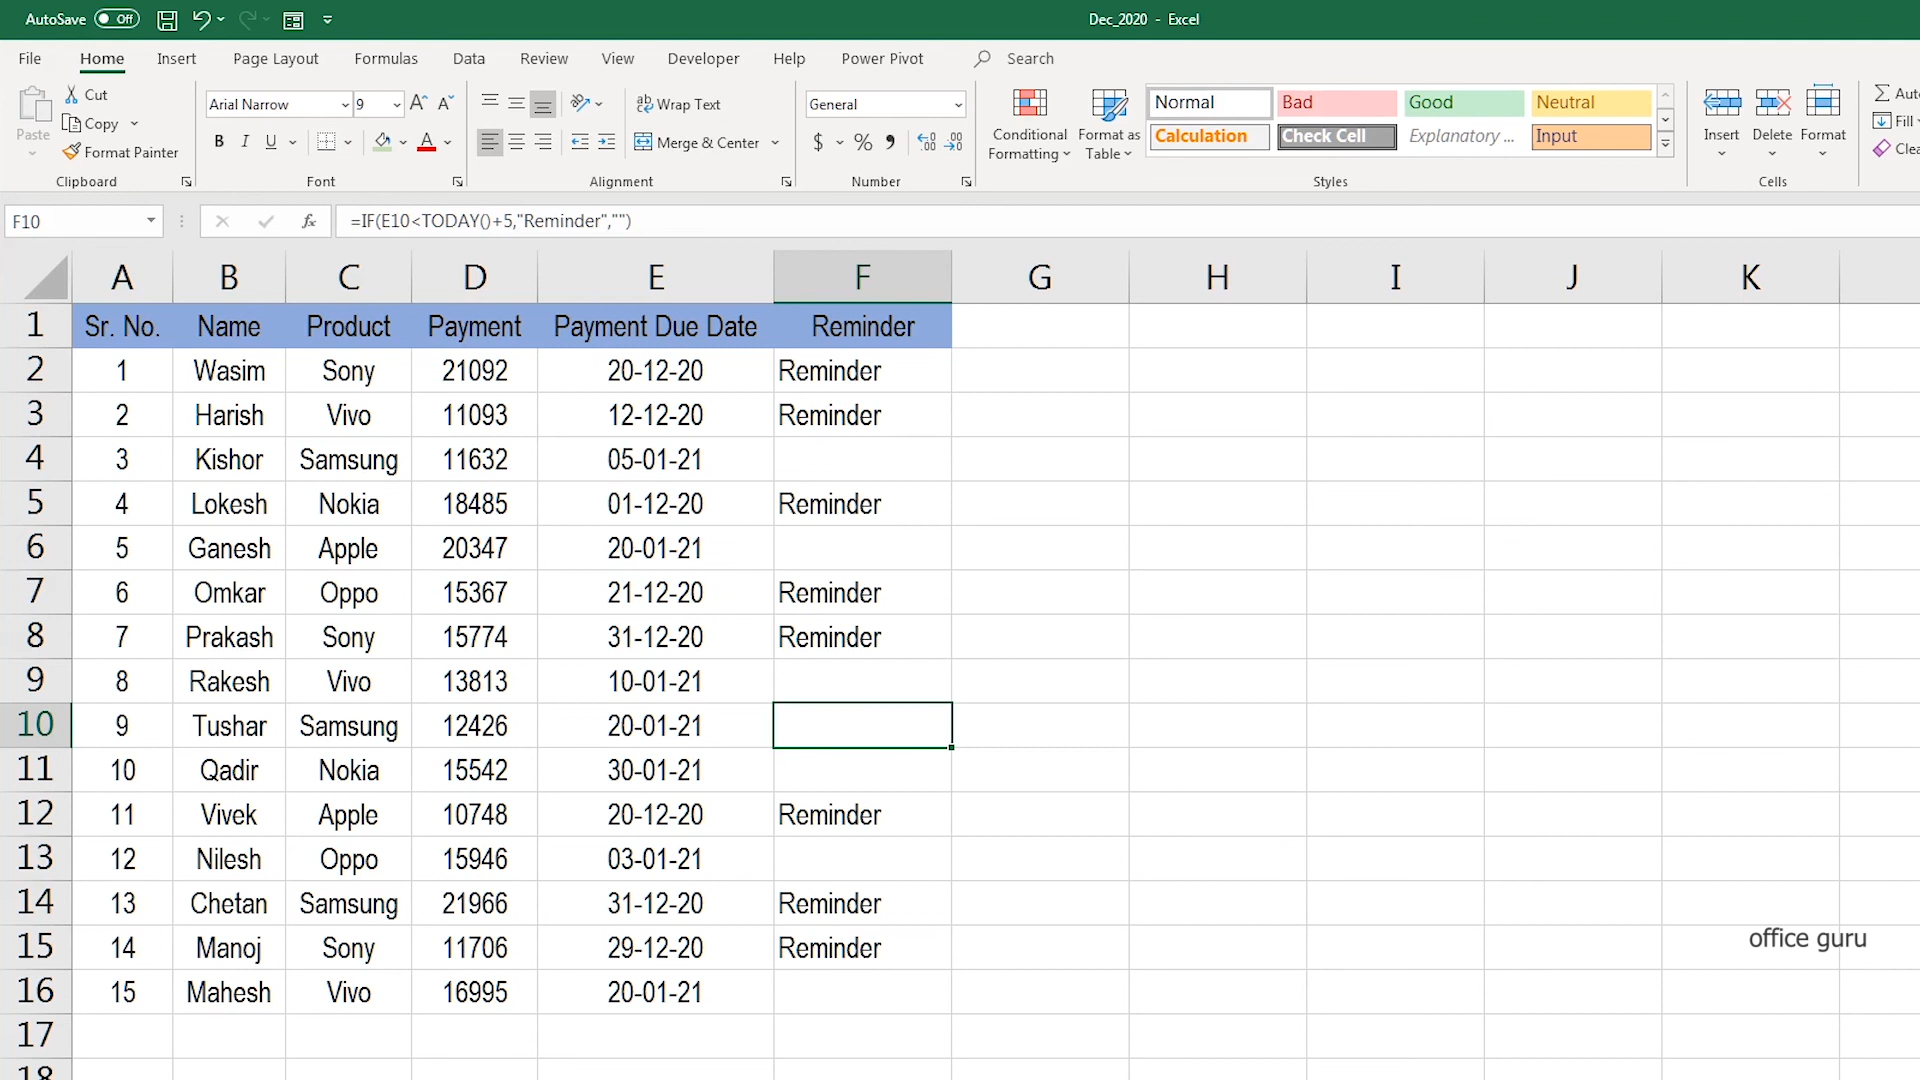 AutoSave Off Dec_2020 - Excel
File Home Insert Page Layout Formulas Data Review View Developer Help Power Pivot Search
Paste Cut Copy Format Painter Clipboard
Arial Narrow 9 B I U A Font
ab Wrap Text Merge & Center Alignment
General $ % Number
Conditional Formatting Format as Table Normal Bad Good Neutral Calculation Check Cell Explanatory ... Input Styles
Insert Delete Format Cells
Auto Fill Clea
F10 fx =IF(E10<TODAY()+5,"Reminder","")
A B C D E F G H I J K
1 Sr. No. Name Product Payment Payment Due Date Reminder
2 1 Wasim Sony 21092 20-12-20 Reminder
3 2 Harish Vivo 11093 12-12-20 Reminder
4 3 Kishor Samsung 11632 05-01-21
5 4 Lokesh Nokia 18485 01-12-20 Reminder
6 5 Ganesh Apple 20347 20-01-21
7 6 Omkar Oppo 15367 21-12-20 Reminder
8 7 Prakash Sony 15774 31-12-20 Reminder
9 8 Rakesh Vivo 13813 10-01-21
10 9 Tushar Samsung 12426 20-01-21
11 10 Qadir Nokia 15542 30-01-21
12 11 Vivek Apple 10748 20-12-20 Reminder
13 12 Nilesh Oppo 15946 03-01-21
14 13 Chetan Samsung 21966 31-12-20 Reminder
15 14 Manoj Sony 11706 29-12-20 Reminder
office guru
16 15 Mahesh Vivo 16995 20-01-21
17
18